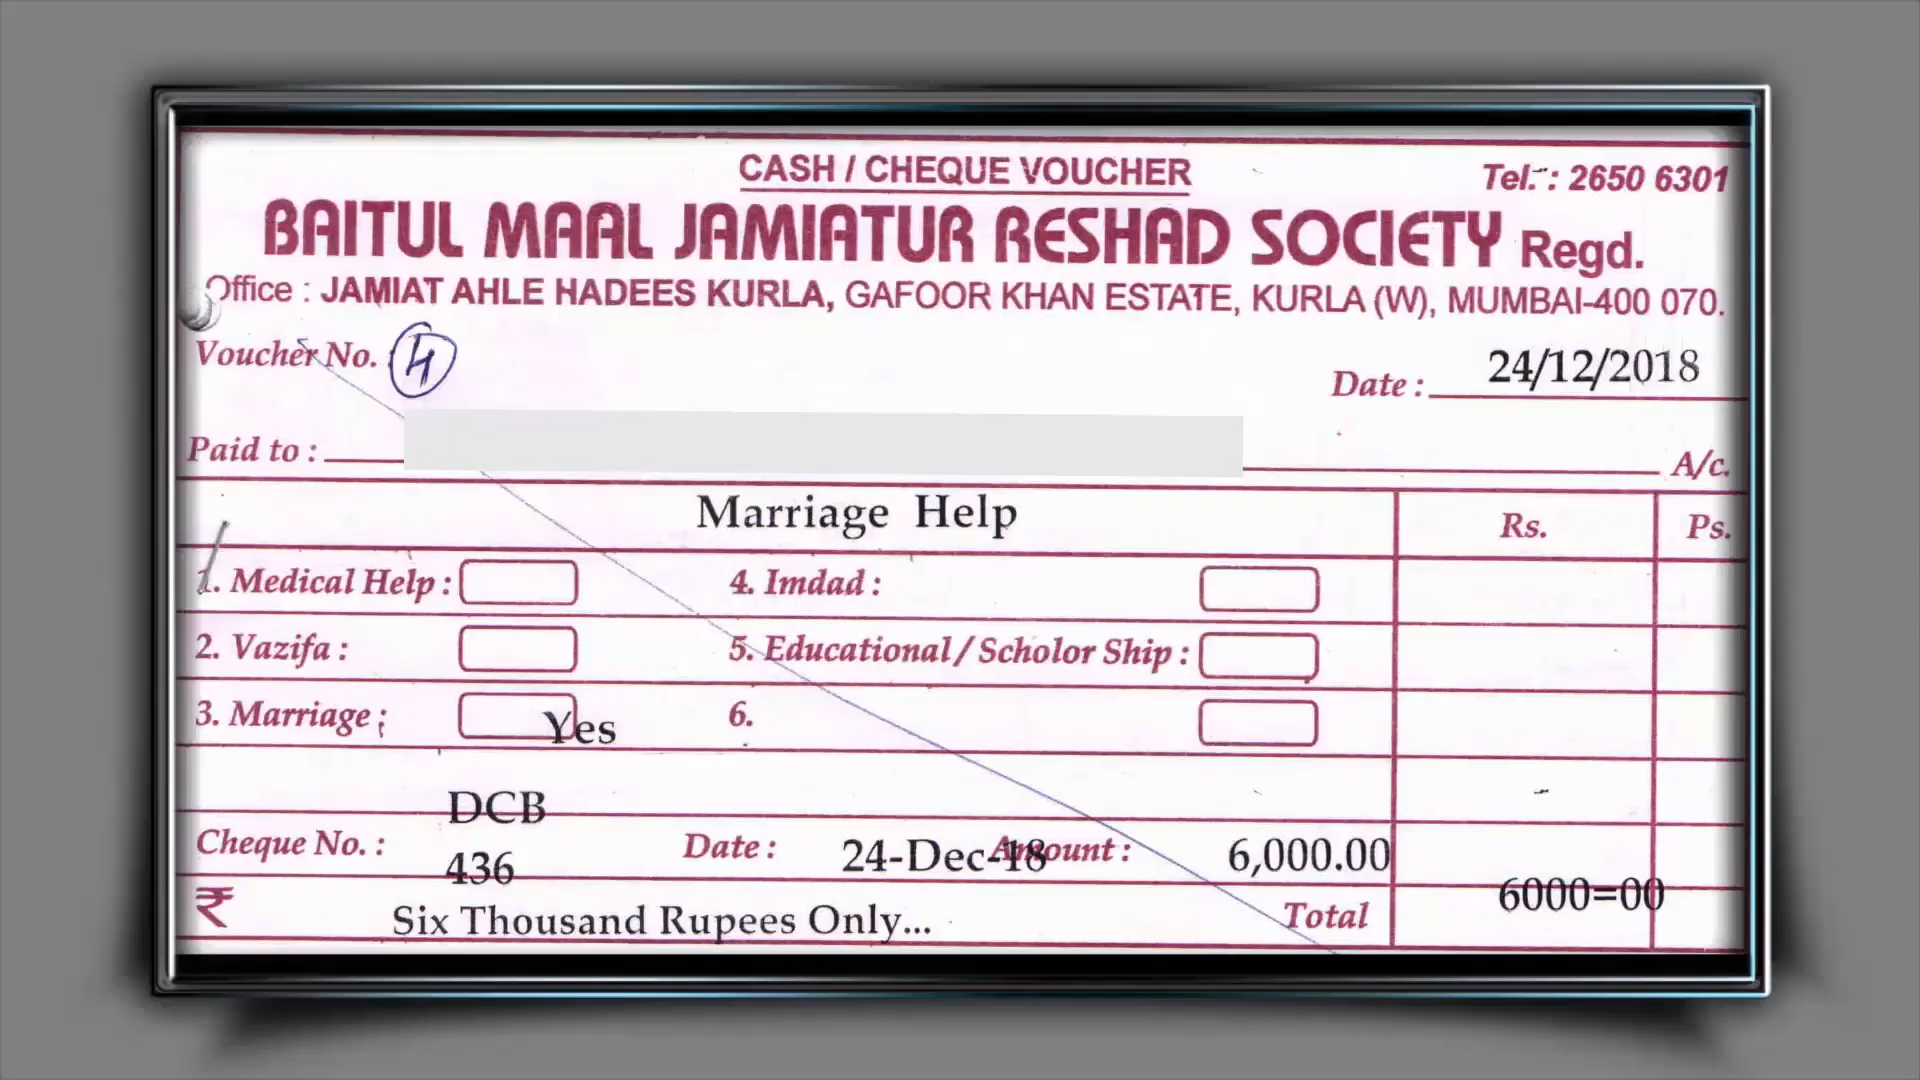 CASH / CHEQUE VOUCHER
Tel. : 2650 6301
BAITUL MAAL JAMIATUR RESHAD SOCIETY Regd.
Office : JAMIAT AHLE HADEES KURLA, GAFOOR KHAN ESTATE, KURLA (W), MUMBAI-400 070.
Voucher No. 4
Date : 24/12/2018
Paid to : A/c.
Marriage Help Rs. Ps.
1. Medical Help : 4. Imdad :
2. Vazifa : 5. Educational / Scholor Ship :
3. Marriage : Yes 6.
DCB
Cheque No. : 436 Date : 24-Dec-18 Amount : 6,000.00
₹ Six Thousand Rupees Only... Total 6000=00